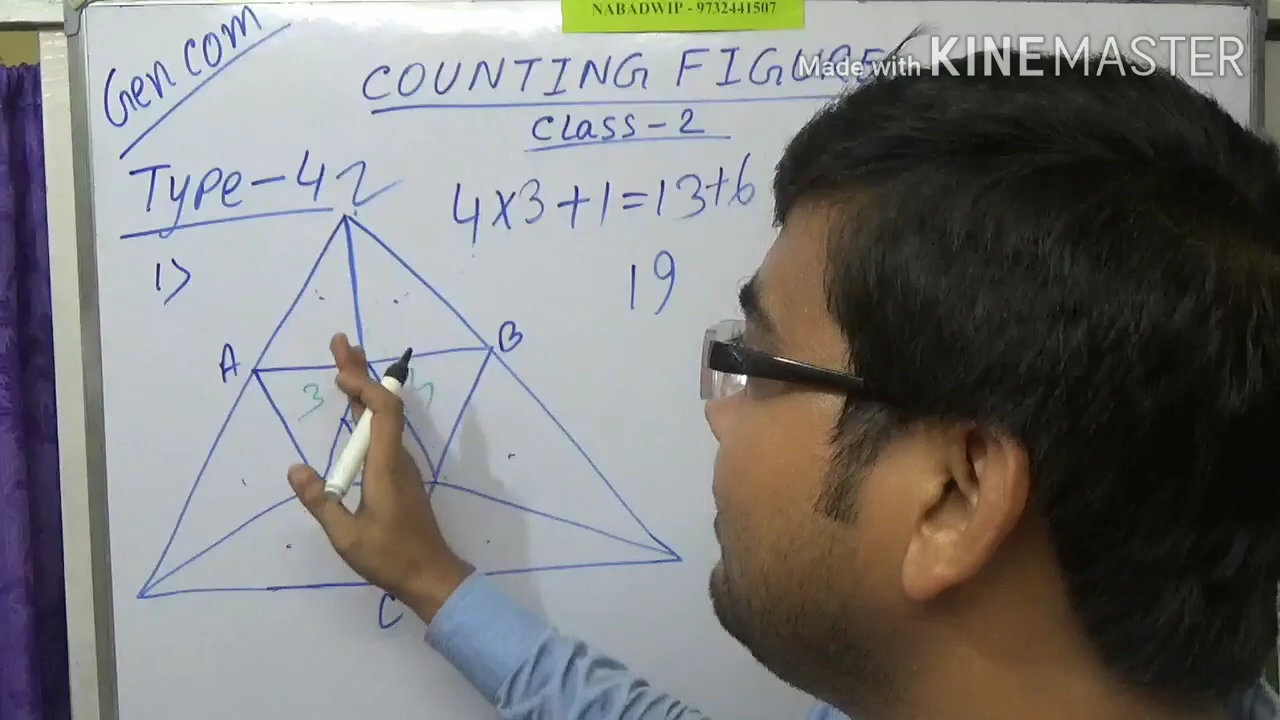 NABADWIP - 9732441507
Gen com
COUNTING FIGURE
Made with KINEMASTER
Class-2
Type-42
4x3+1=13+6
19
1>
A
B
3
C